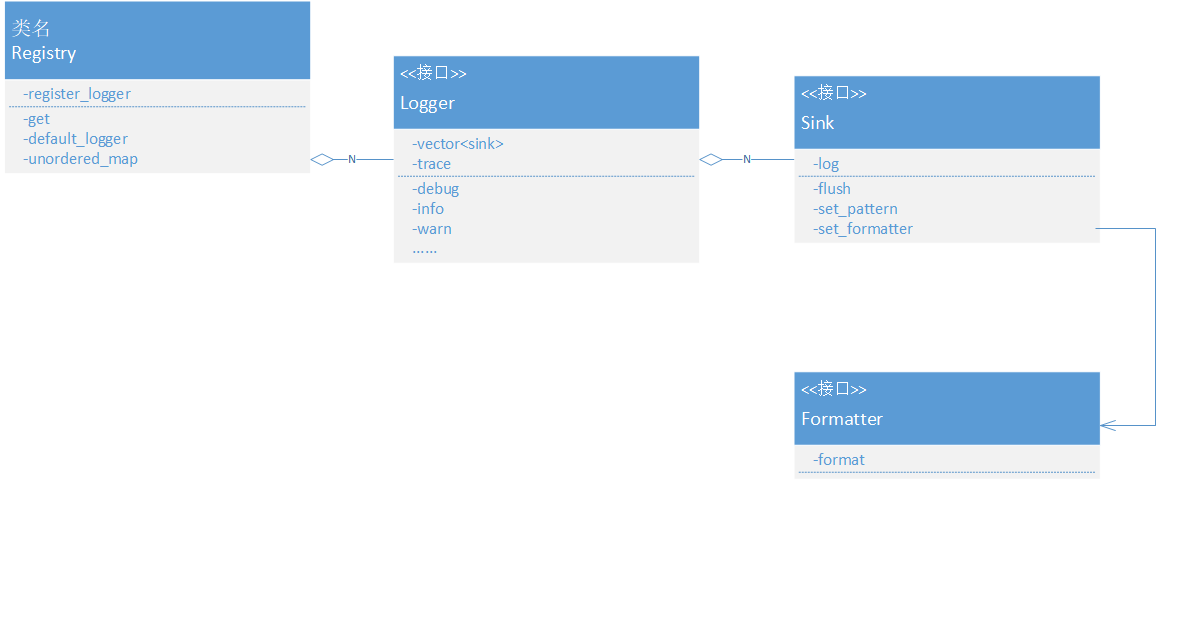 类名
Registry
-register_logger
-get
-default_logger
-unordered_map
N
<<接口>>
Logger
-vector<sink>
-trace
-debug
-info
-warn
……
N
<<接口>>
Sink
-log
-flush
-set_pattern
-set_formatter
<<接口>>
Formatter
-format